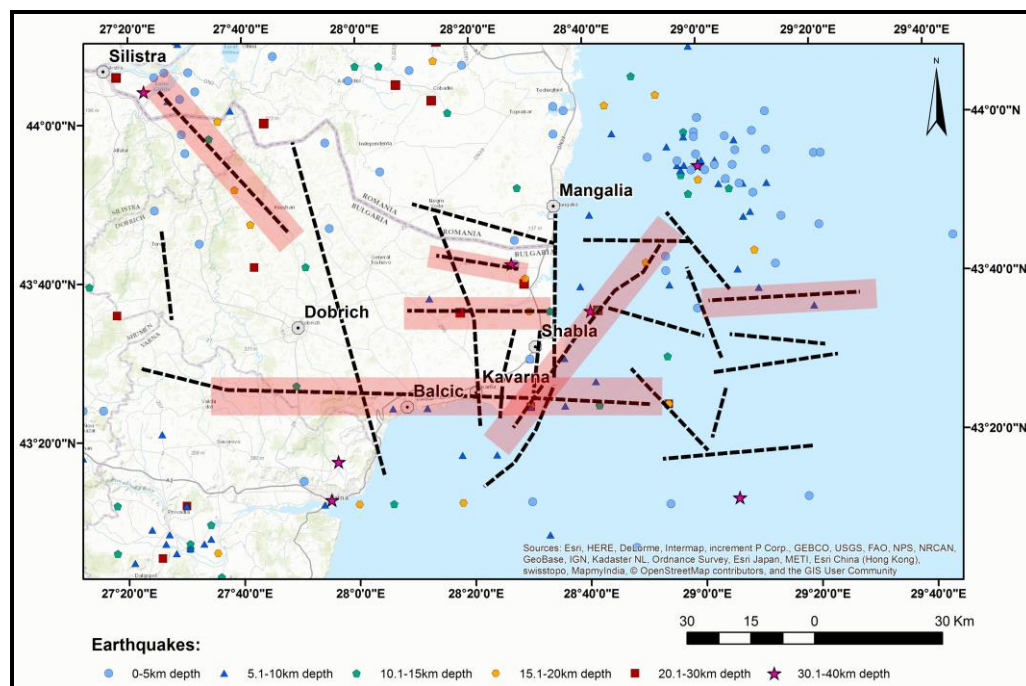 27°20'0"E 27°40'0"E 28°0'0"E 28°20'0"E 28°40'0"E 29°0'0"E 29°20'0"E 29°40'0"E
Silistra
N
44°0'0"N 44°0'0"N
Mangalia
ROMANIA
BULGARIA
SILISTRA
DOBRICH
ROMANIA
BULGARIA
43°40'0"N 43°40'0"N
Dobrich
Shabla
SHUMEN
VARNA
Kavarna
Balcic
43°20'0"N 43°20'0"N
Sources: Esri, HERE, DeLorme, Intermap, increment P Corp., GEBCO, USGS, FAO, NPS, NRCAN,
GeoBase, IGN, Kadaster NL, Ordnance Survey, Esri Japan, METI, Esri China (Hong Kong),
swisstopo, MapmyIndia, © OpenStreetMap contributors, and the GIS User Community
27°20'0"E 27°40'0"E 28°0'0"E 28°20'0"E 28°40'0"E 29°0'0"E 29°20'0"E
30 15 0 30 Km
Earthquakes:
0-5km depth 5.1-10km depth 10.1-15km depth 15.1-20km depth 20.1-30km depth 30.1-40km depth